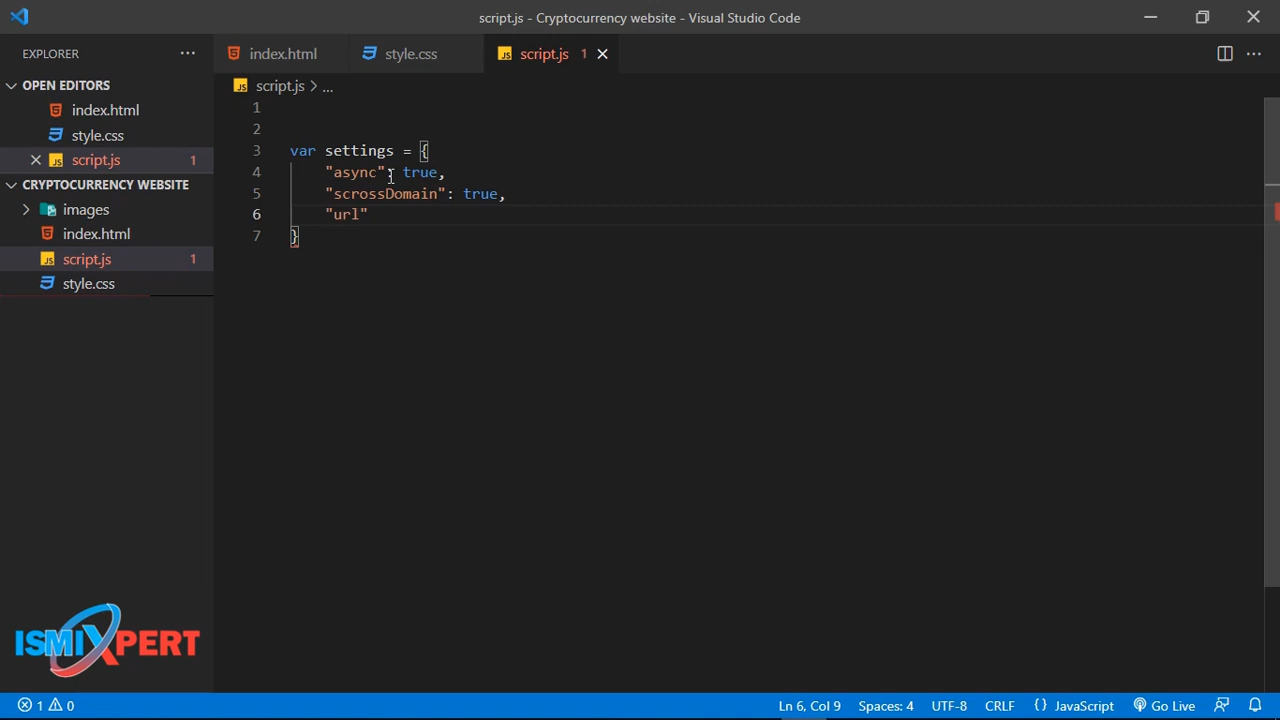 script.js - Cryptocurrency website - Visual Studio Code
EXPLORER
index.html
style.css
script.js 1
OPEN EDITORS
script.js > ...
index.html
style.css
script.js 1
CRYPTOCURRENCY WEBSITE
images
index.html
script.js 1
style.css
1
2
3 var settings = {
4 "async": true,
5 "scrossDomain": true,
6 "url"
7 }
ISMIXPERT
1 0
Ln 6, Col 9
Spaces: 4
UTF-8
CRLF
{} JavaScript
Go Live